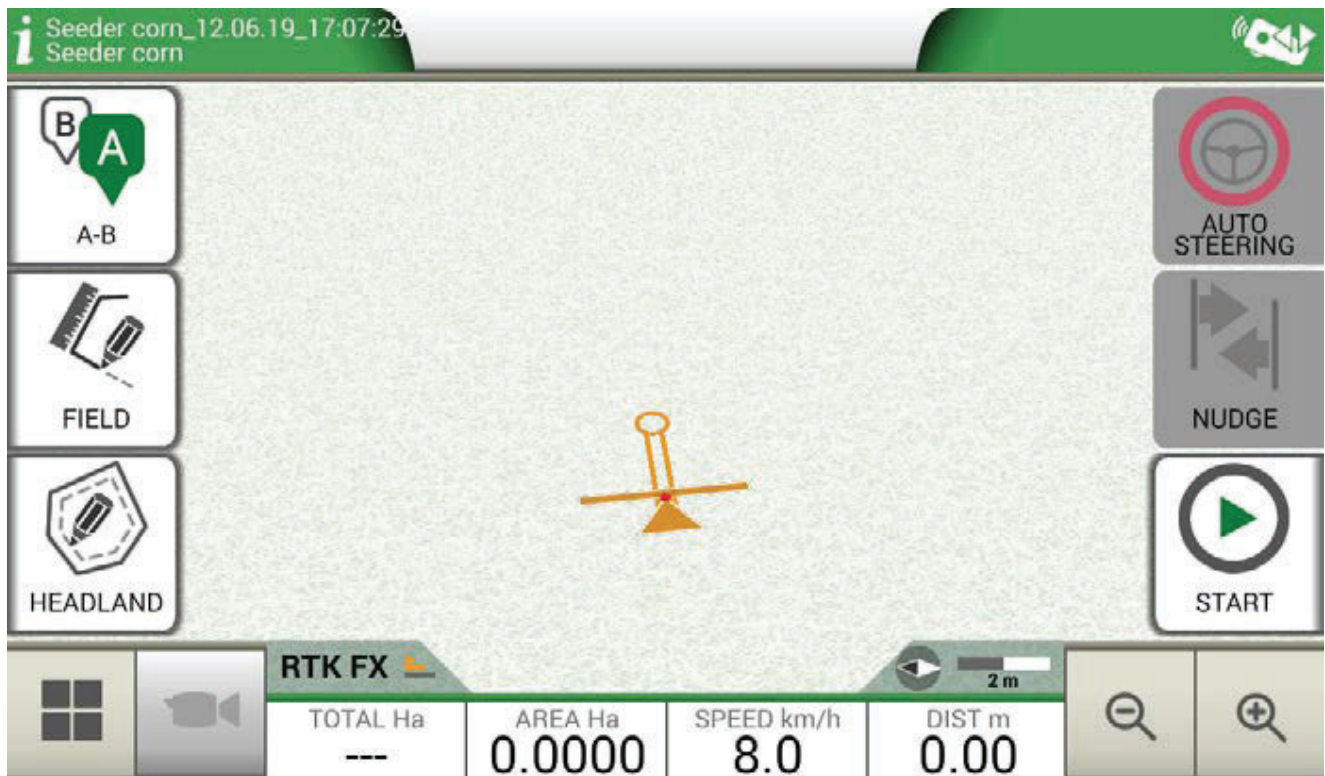 Seeder corn_12.06.19_17:07:29
Seeder corn
B
A
A-B
FIELD
HEADLAND
AUTO
STEERING
NUDGE
START
RTK FX
2 m
TOTAL Ha
---
AREA Ha
0.0000
SPEED km/h
8.0
DIST m
0.00